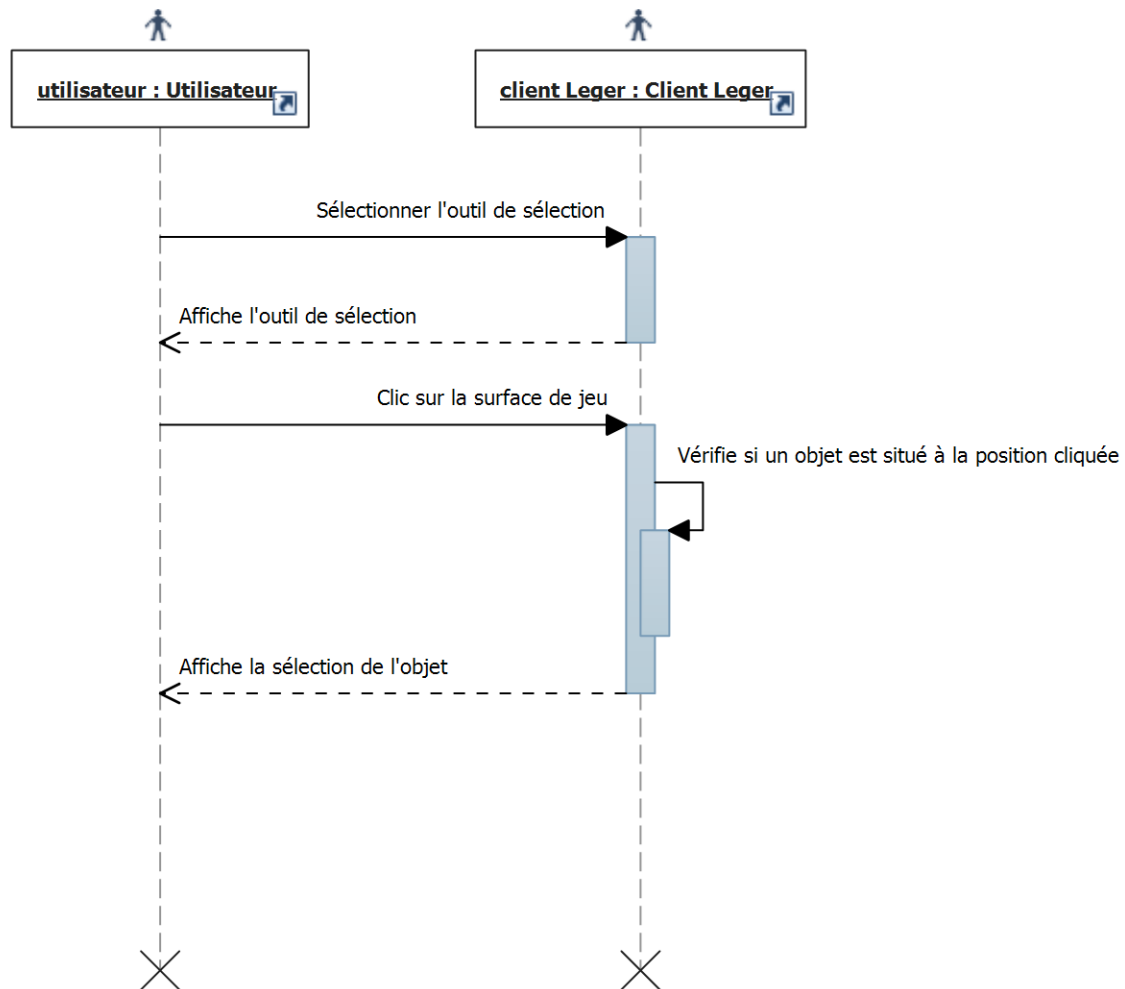 utilisateur : Utilisateur
client Leger : Client Leger
Sélectionner l'outil de sélection
Affiche l'outil de sélection
Clic sur la surface de jeu
Vérifie si un objet est situé à la position cliquée
Affiche la sélection de l'objet